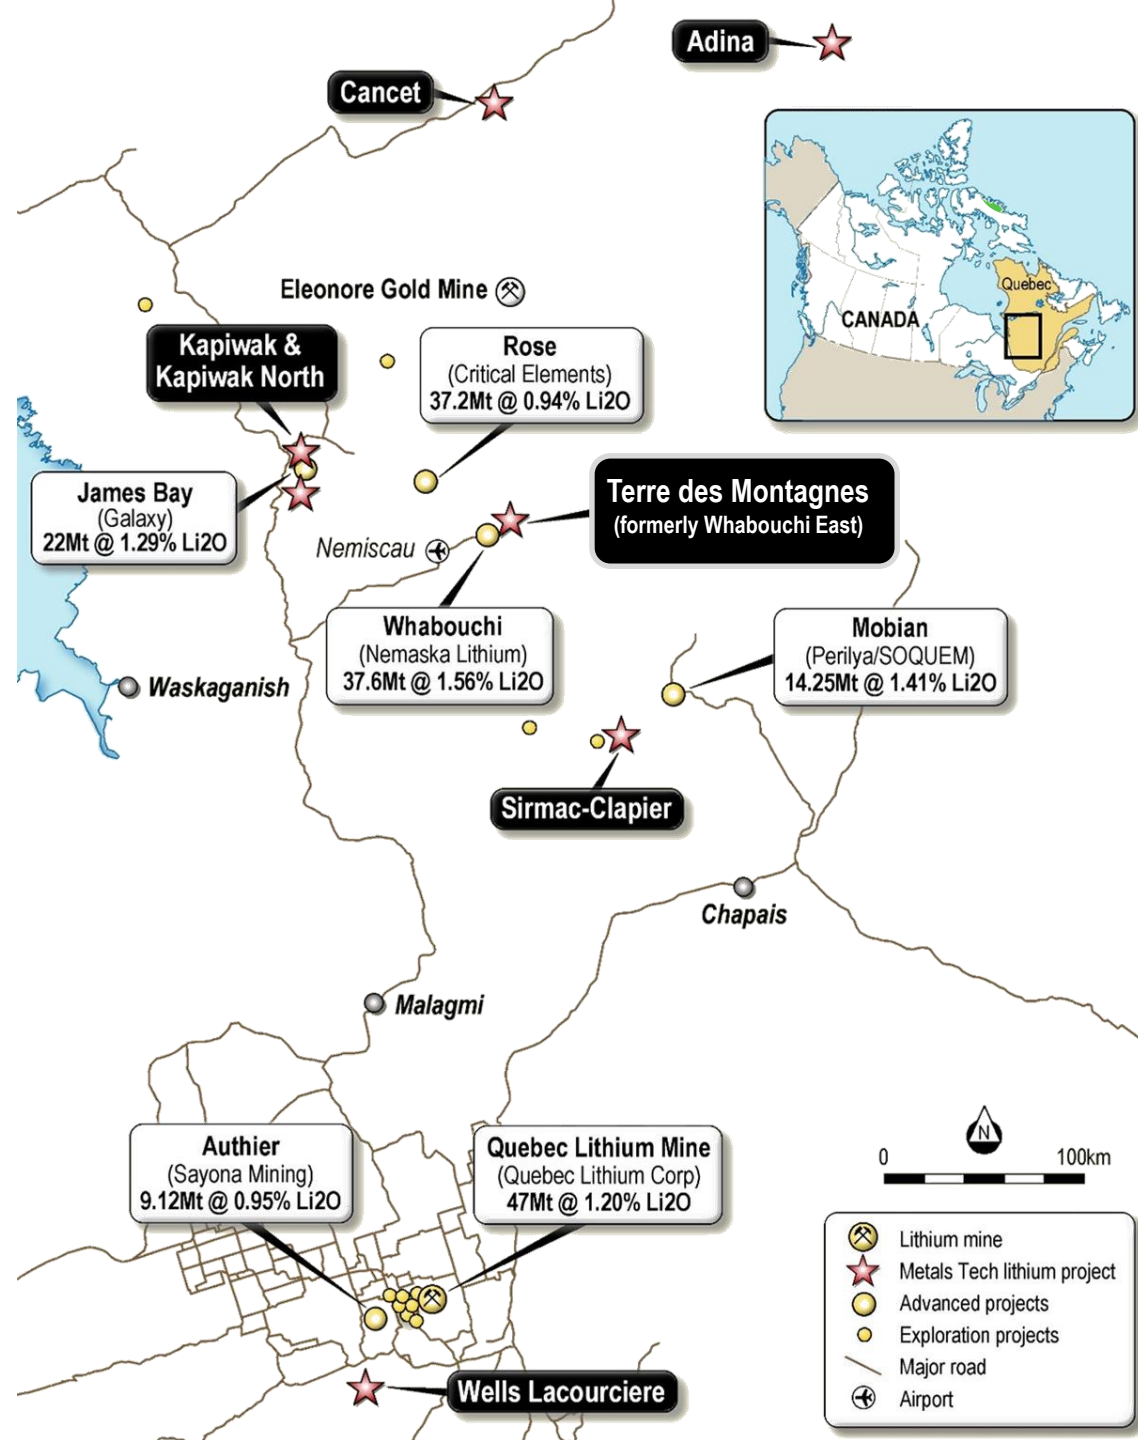 Adina
Cancet
Quebec
CANADA
Eleonore Gold Mine
Kapiwak &
Kapiwak North
Rose
(Critical Elements)
37.2Mt @ 0.94% Li2O
James Bay
(Galaxy)
22Mt @ 1.29% Li2O
Terre des Montagnes
(formerly Whabouchi East)
Nemiscau
Whabouchi
(Nemaska Lithium)
37.6Mt @ 1.56% Li2O
Mobian
(Perilya/SOQUEM)
14.25Mt @ 1.41% Li2O
Waskaganish
Sirmac-Clapier
Chapais
Malagmi
Authier
(Sayona Mining)
9.12Mt @ 0.95% Li2O
Quebec Lithium Mine
(Quebec Lithium Corp)
47Mt @ 1.20% Li2O
N
0 100km
Lithium mine
Metals Tech lithium project
Advanced projects
Exploration projects
Major road
Airport
Wells Lacourciere